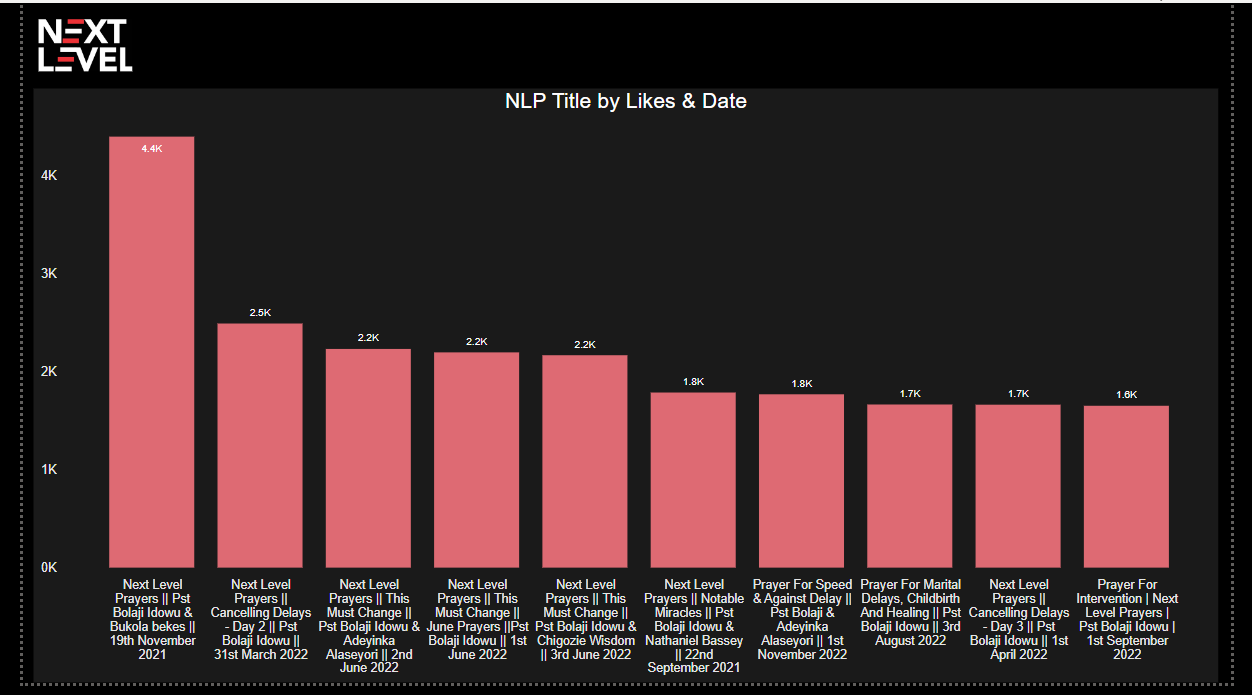 NEXT
LEVEL
NLP Title by Likes & Date
4K
3K
2K
1K
0K
4.4K
2.5K
2.2K
2.2K
2.2K
1.8K
1.8K
1.7K
1.7K
1.6K
Next Level
Prayers || Pst
Bolaji Idowu &
Bukola bekes ||
19th November
2021
Next Level
Prayers ||
Cancelling Delays
- Day 2 || Pst
Bolaji Idowu ||
31st March 2022
Next Level
Prayers || This
Must Change ||
Pst Bolaji Idowu &
Adeyinka
Alaseyori || 2nd
June 2022
Next Level
Prayers || This
Must Change ||
June Prayers ||Pst
Bolaji Idowu || 1st
June 2022
Next Level
Prayers || This
Must Change ||
Pst Bolaji Idowu &
Chigozie Wisdom
|| 3rd June 2022
Next Level
Prayers || Notable
Miracles || Pst
Bolaji Idowu &
Nathaniel Bassey
|| 22nd
September 2021
Prayer For Speed
& Against Delay ||
Pst Bolaji &
Adeyinka
Alaseyori || 1st
November 2022
Prayer For Marital
Delays, Childbirth
And Healing || Pst
Bolaji Idowu || 3rd
August 2022
Next Level
Prayers ||
Cancelling Delays
- Day 3 || Pst
Bolaji Idowu || 1st
April 2022
Prayer For
Intervention | Next
Level Prayers |
Pst Bolaji Idowu |
1st September
2022